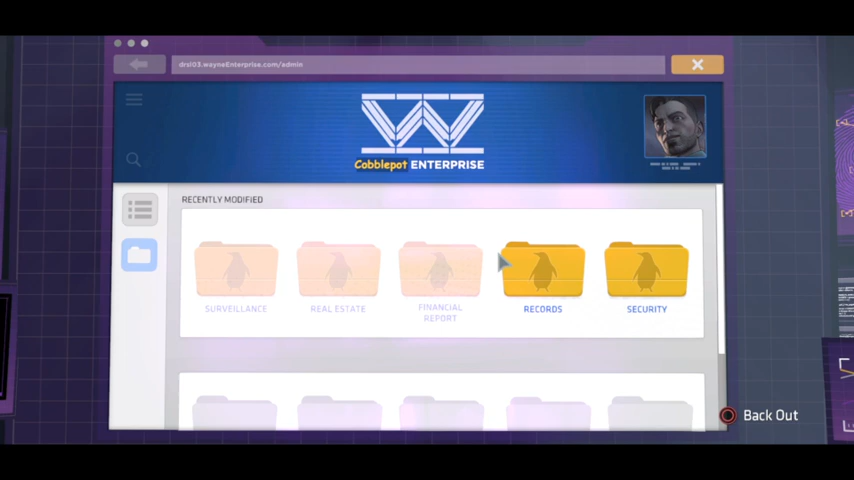 drsl03.wayneEnterprise.com/admin
Cobblepot ENTERPRISE
RECENTLY MODIFIED
SURVEILLANCE
REAL ESTATE
FINANCIAL
REPORT
RECORDS
SECURITY
Back Out